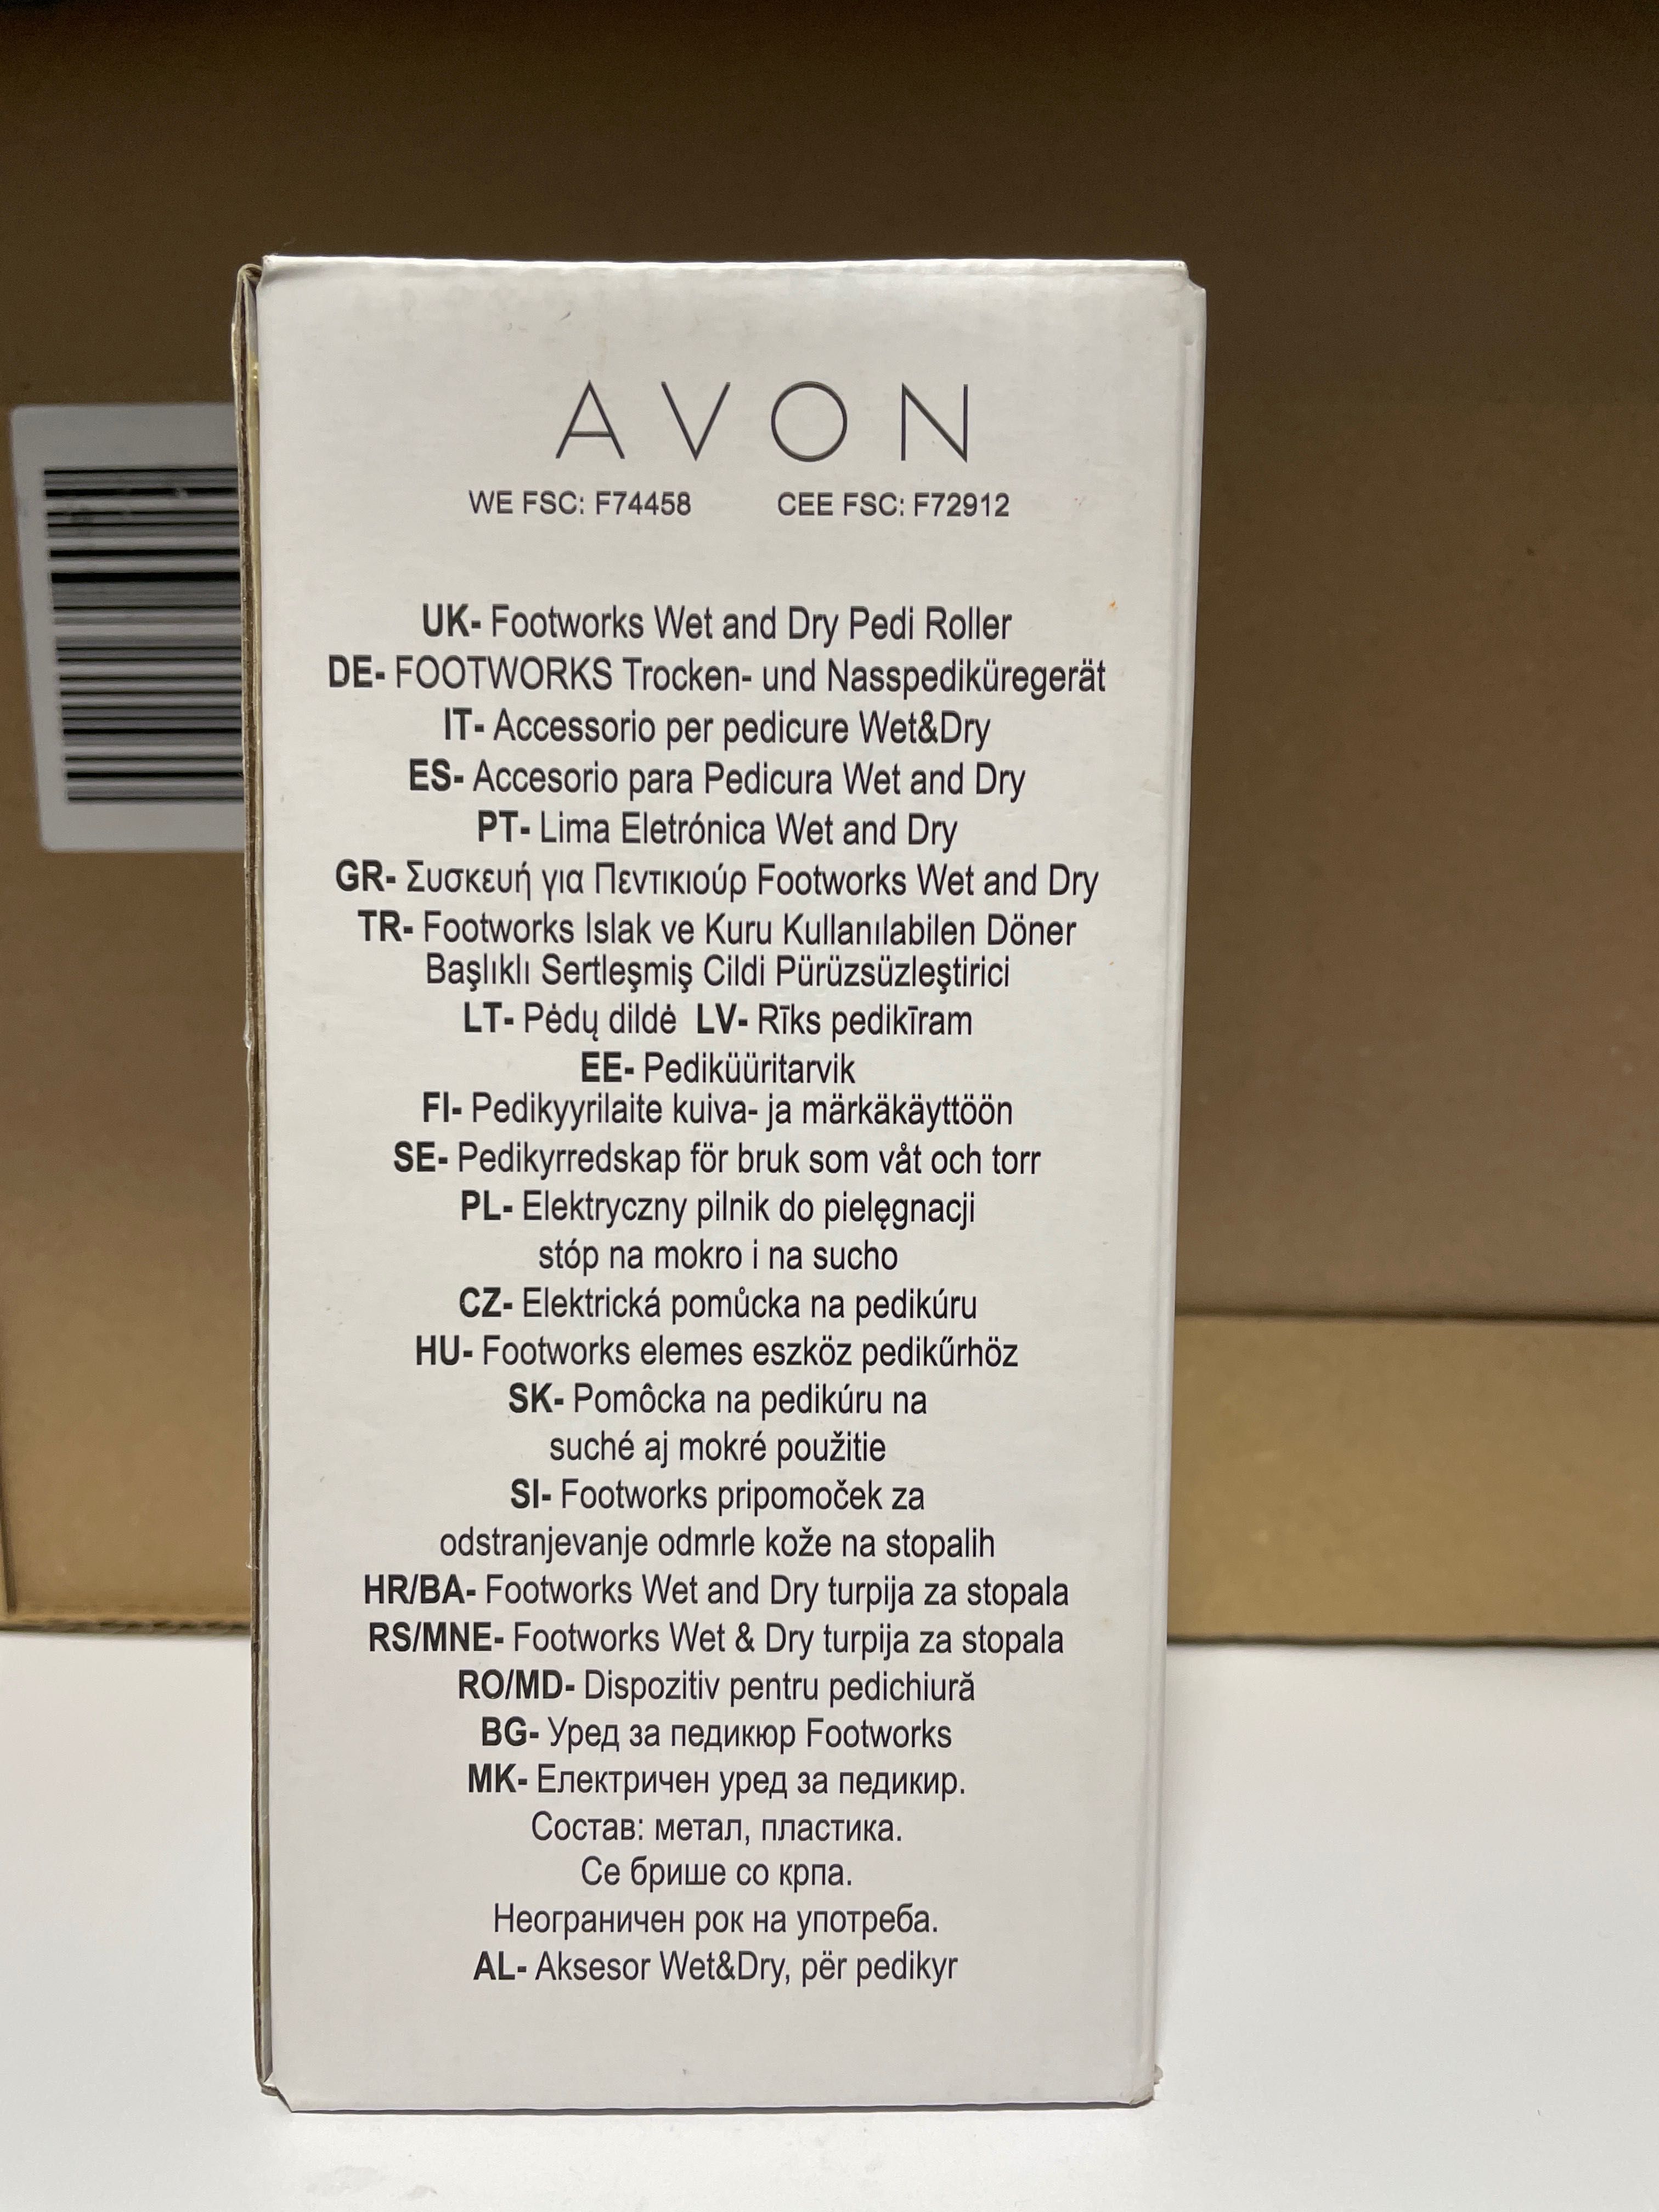 AVON
WE FSC: F74458 CEE FSC: F72912
UK- Footworks Wet and Dry Pedi Roller
DE- FOOTWORKS Trocken- und Nasspediküregerät
IT- Accessorio per pedicure Wet&Dry
ES- Accesorio para Pedicura Wet and Dry
PT- Lima Eletrónica Wet and Dry
GR- Συσκευή για Πεντικιούρ Footworks Wet and Dry
TR- Footworks Islak ve Kuru Kullanılabilen Döner
Başlıklı Sertleşmiş Cildi Pürüzsüzleştirici
LT- Pėdų dildė LV- Rīks pedikīram
EE- Pediküüritarvik
FI- Pedikyyrilaite kuiva- ja märkäkäyttöön
SE- Pedikyrredskap för bruk som våt och torr
PL- Elektryczny pilnik do pielęgnacji
stóp na mokro i na sucho
CZ- Elektrická pomůcka na pedikúru
HU- Footworks elemes eszköz pedikűrhöz
SK- Pomôcka na pedikúru na
suché aj mokré použitie
SI- Footworks pripomoček za
odstranjevanje odmrle kože na stopalih
HR/BA- Footworks Wet and Dry turpija za stopala
RS/MNE- Footworks Wet & Dry turpija za stopala
RO/MD- Dispozitiv pentru pedichiură
BG- Уред за педикюр Footworks
MK- Електричен уред за педикир.
Состав: метал, пластика.
Се брише со крпа.
Неограничен рок на употреба.
AL- Aksesor Wet&Dry, për pedikyr